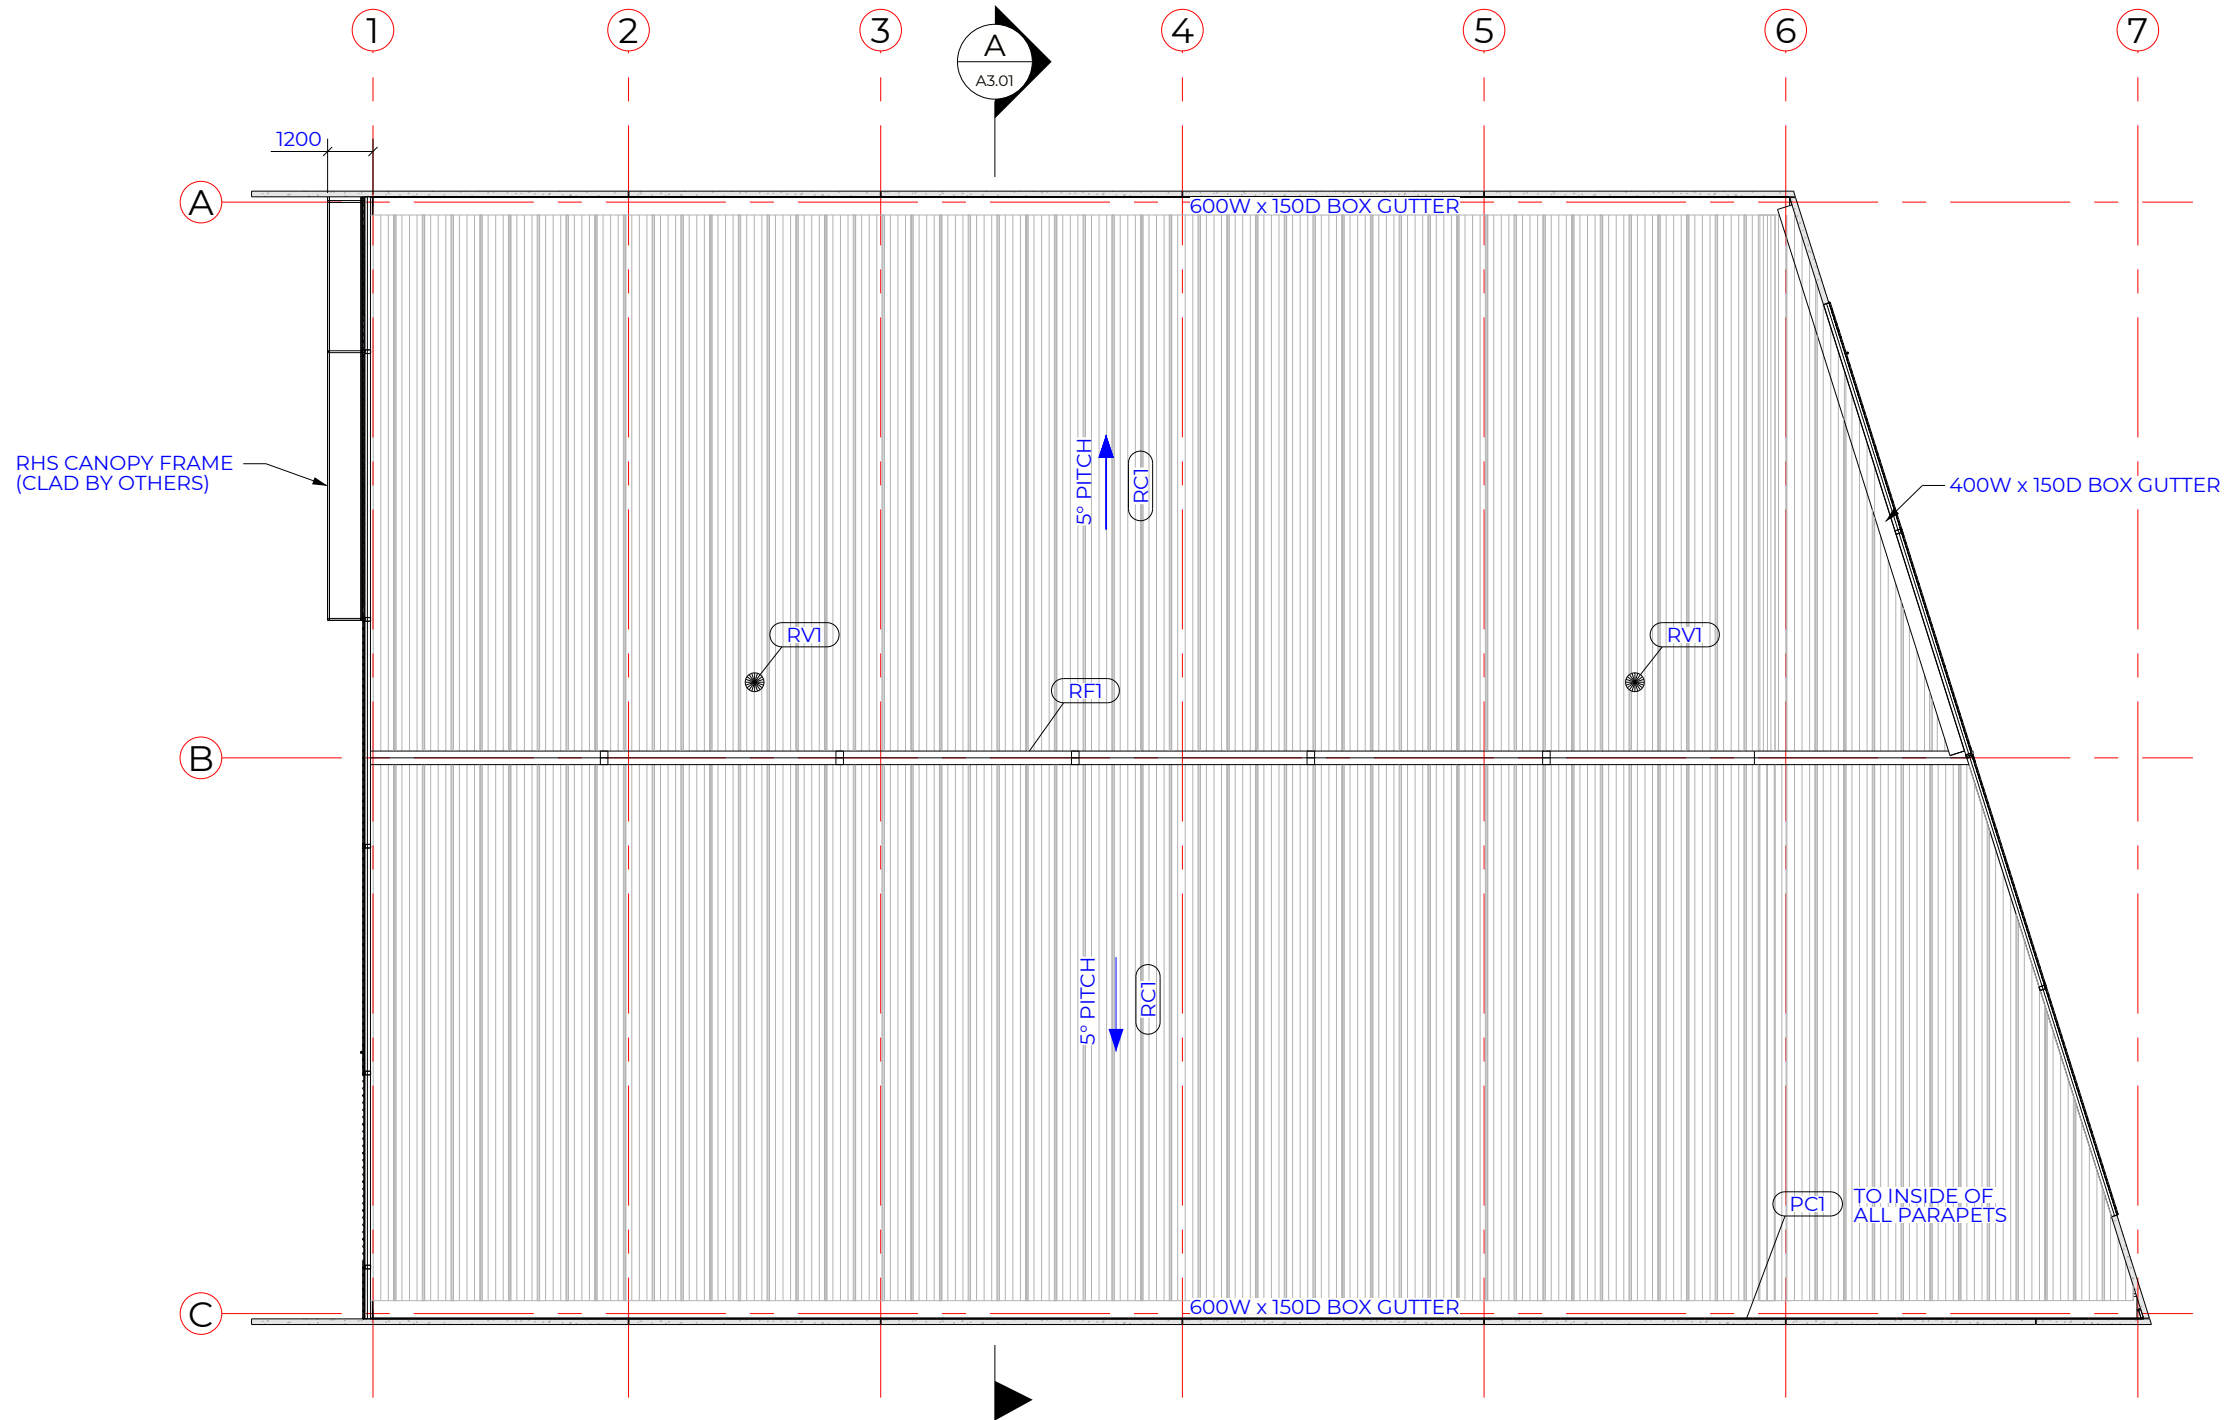 1
2
3
4
5
6
7
A
A3.01
1200
A
600W x 150D BOX GUTTER
5° PITCH
RC1
RHS CANOPY FRAME
(CLAD BY OTHERS)
400W x 150D BOX GUTTER
RV1
RV1
RF1
B
5° PITCH
RC1
PC1
TO INSIDE OF
ALL PARAPETS
C
600W x 150D BOX GUTTER